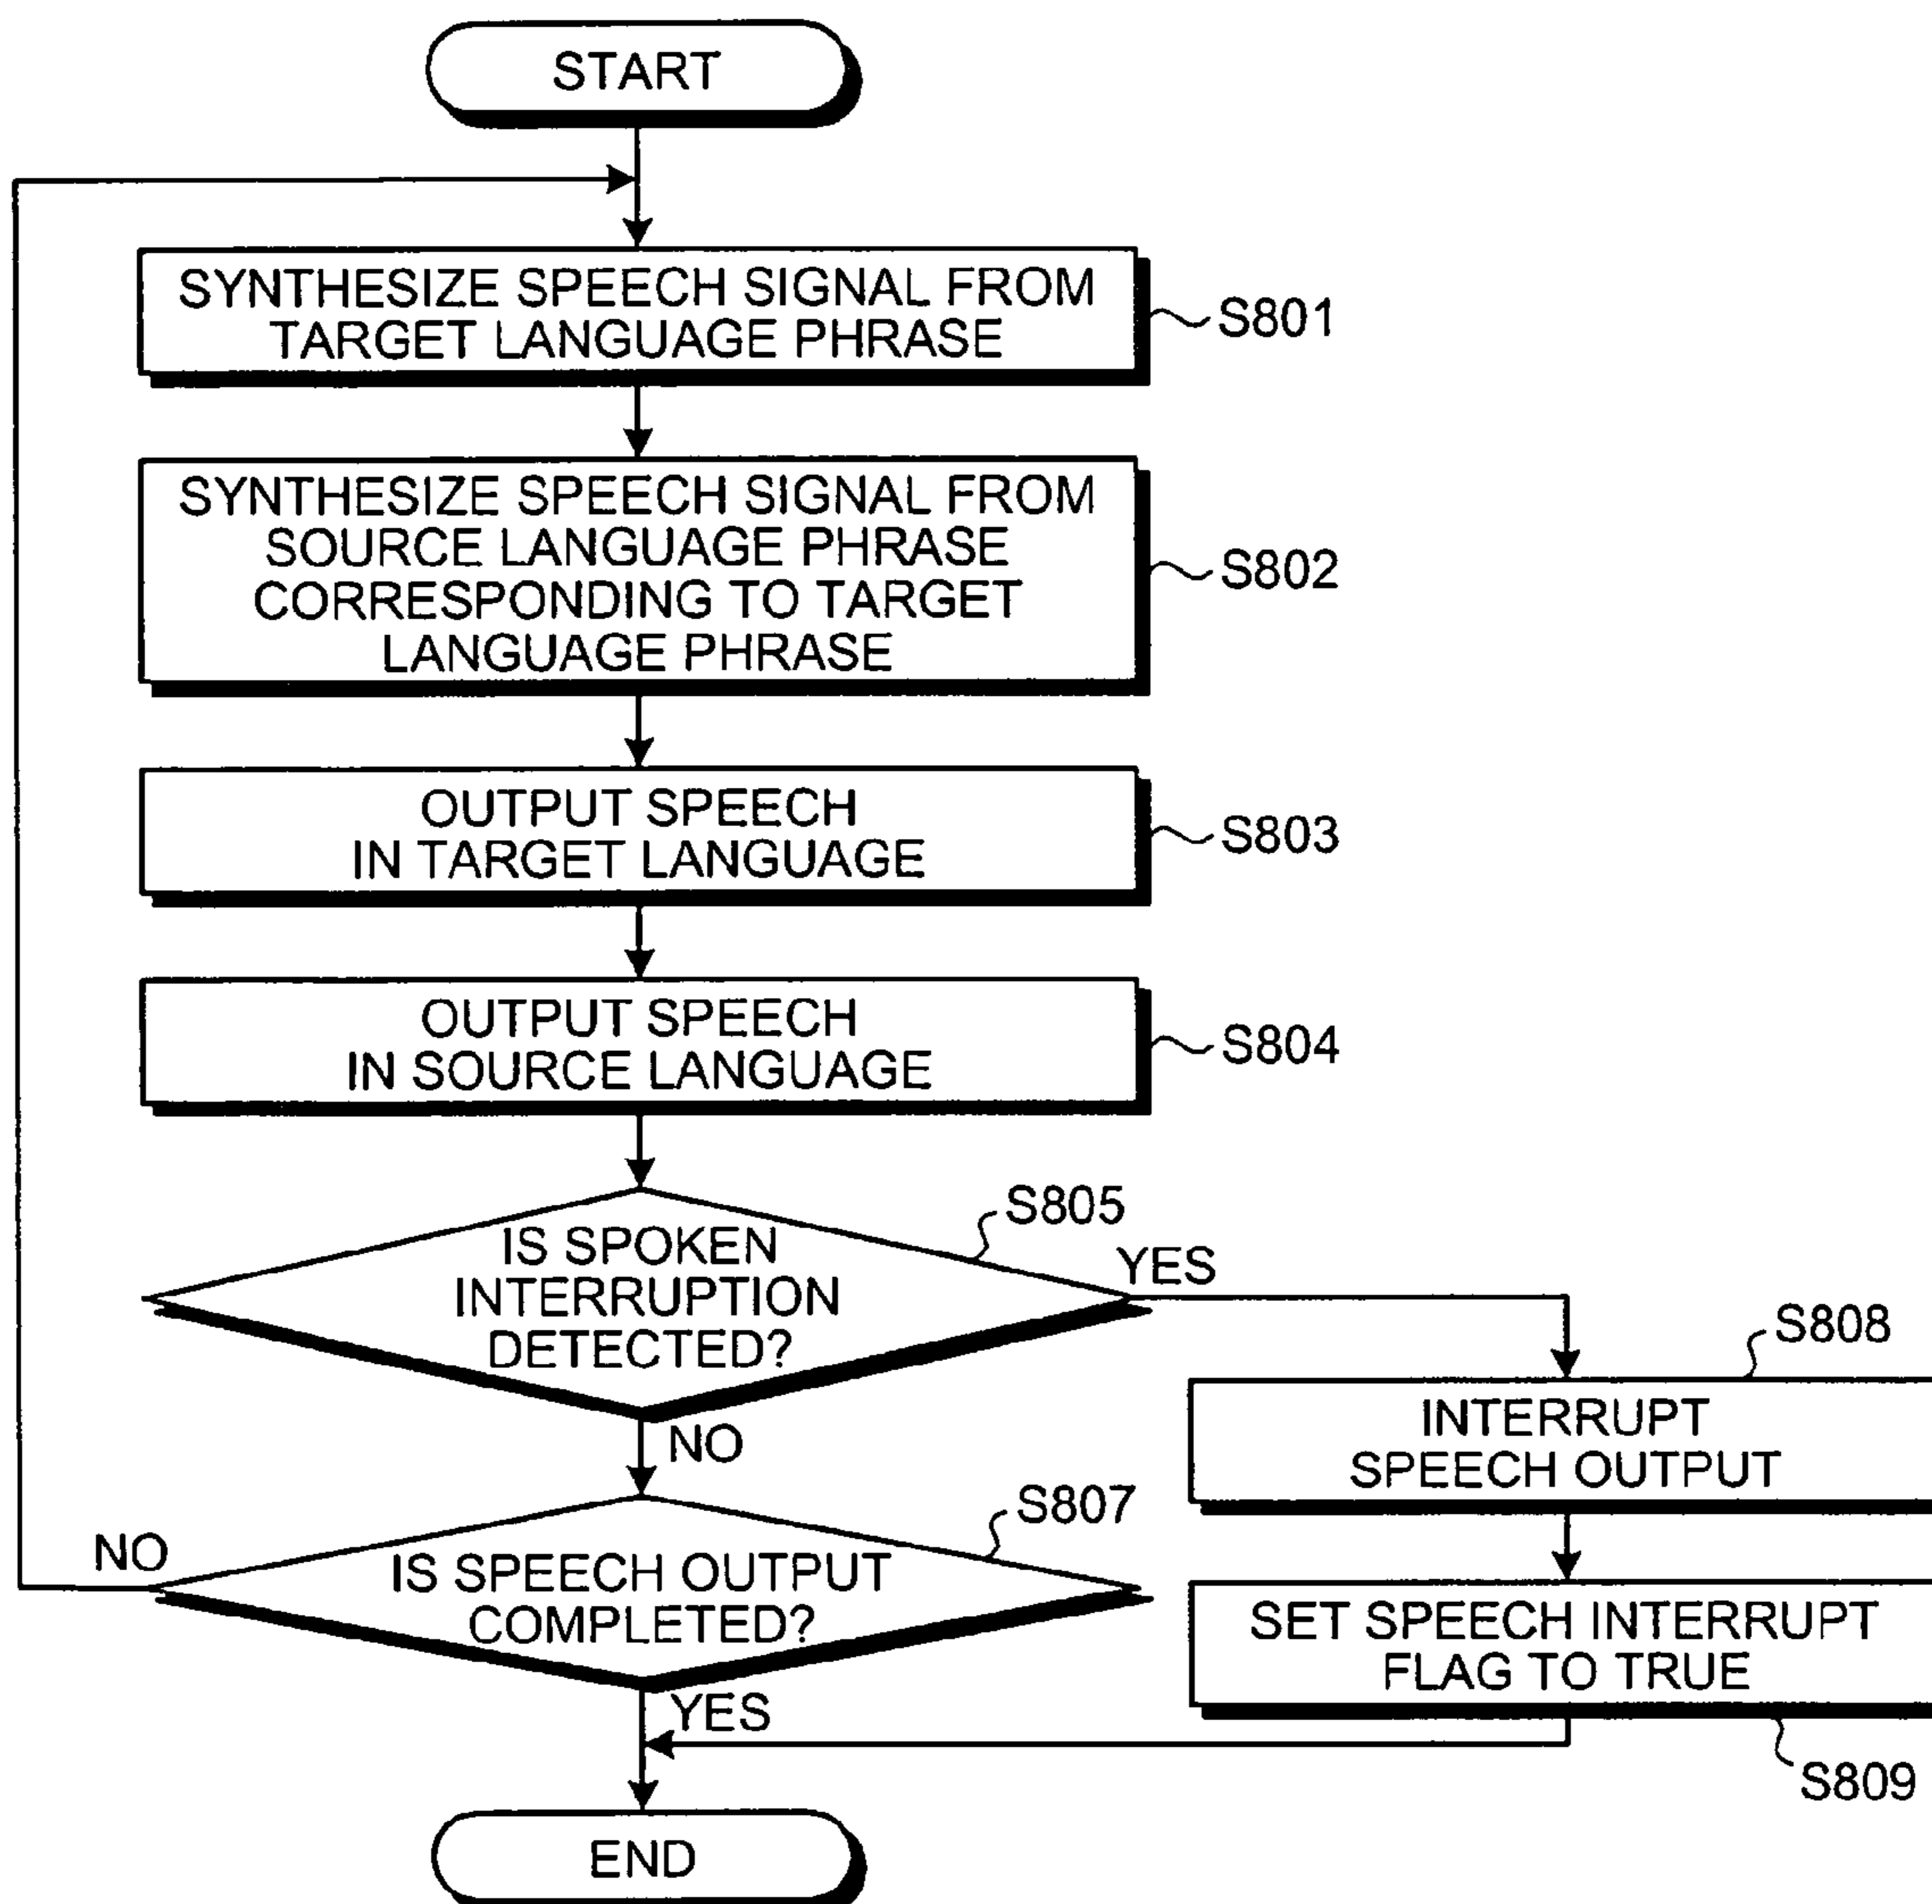 START
SYNTHESIZE SPEECH SIGNAL FROM
TARGET LANGUAGE PHRASE
S801
SYNTHESIZE SPEECH SIGNAL FROM
SOURCE LANGUAGE PHRASE
CORRESPONDING TO TARGET
LANGUAGE PHRASE
S802
OUTPUT SPEECH
IN TARGET LANGUAGE
S803
OUTPUT SPEECH
IN SOURCE LANGUAGE
S804
IS SPOKEN
INTERRUPTION
DETECTED?
S805
YES
NO
S808
INTERRUPT
SPEECH OUTPUT
S807
NO
IS SPEECH OUTPUT
COMPLETED?
YES
SET SPEECH INTERRUPT
FLAG TO TRUE
S809
END